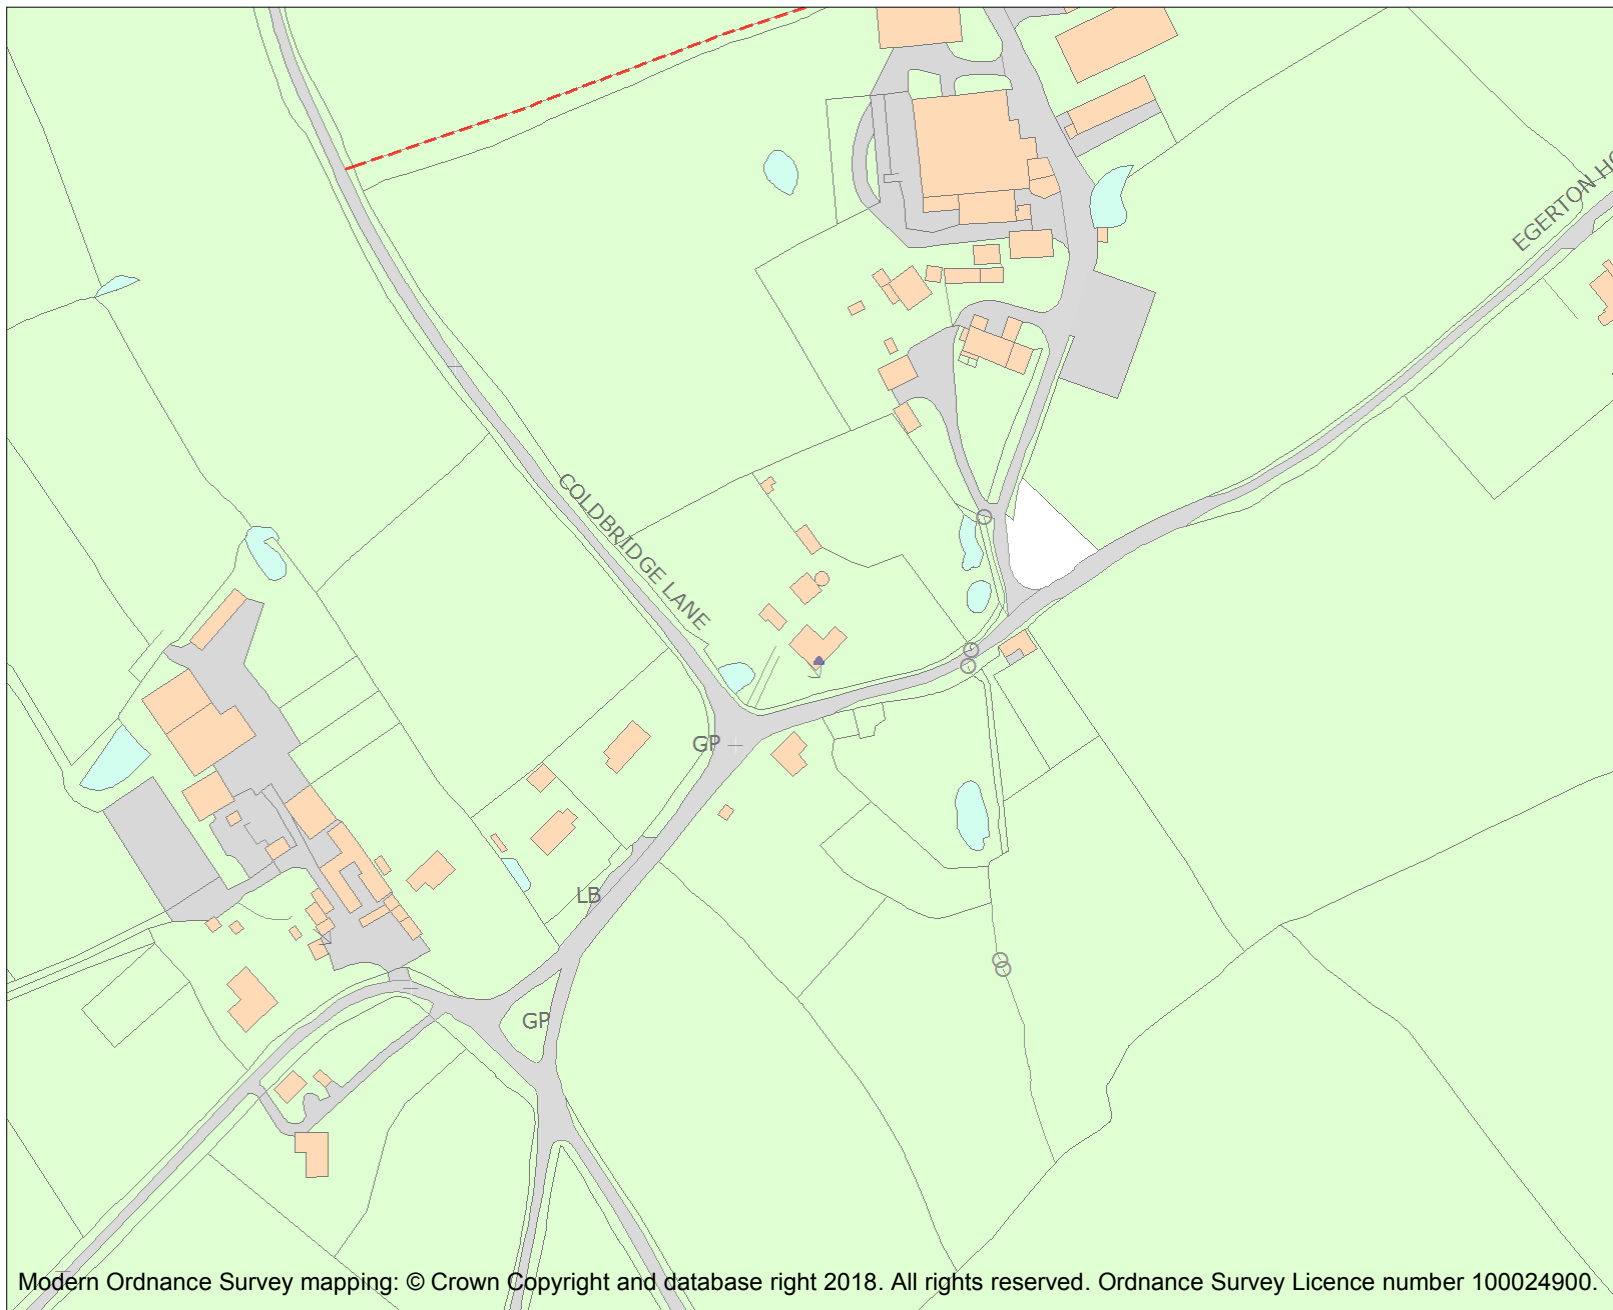 EGERTON HO
COLDBRIDGE LANE
GP
LB
GP
Modern Ordnance Survey mapping: © Crown Copyright and database right 2018. All rights reserved. Ordnance Survey Licence number 100024900.